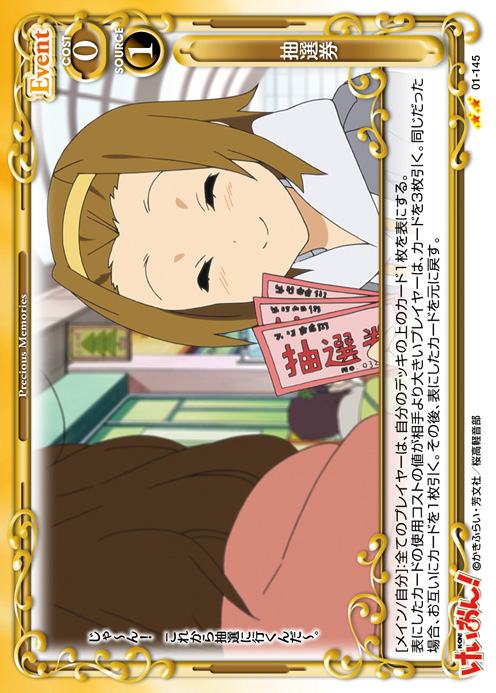 Event
COST
0
SOURCE
1
抽選券
Precious Memories
抽選券
じゃ〜ん！ これから抽選に行くんだ〜。
[メイン/自分]:全てのプレイヤーは、自分のデッキの上のカード1枚を表にする。
表にしたカードの使用コストの値が相手より大きいプレイヤーは、カードを3枚引く。同じだった
場合、お互いにカードを1枚引く。その後、表にしたカードを元に戻す。
けいおん!
K-ON!
©かきふらい・芳文社／桜高軽音部
01-145